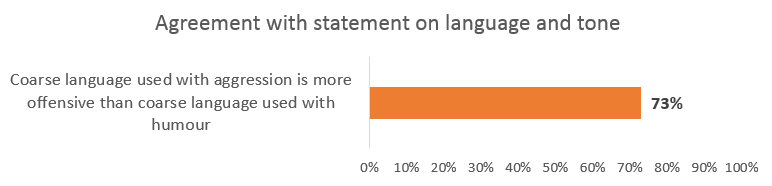 Agreement with statement on language and tone
Coarse language used with aggression is more
offensive than coarse language used with
humour
73%
0% 10% 20% 30% 40% 50% 60% 70% 80% 90% 100%